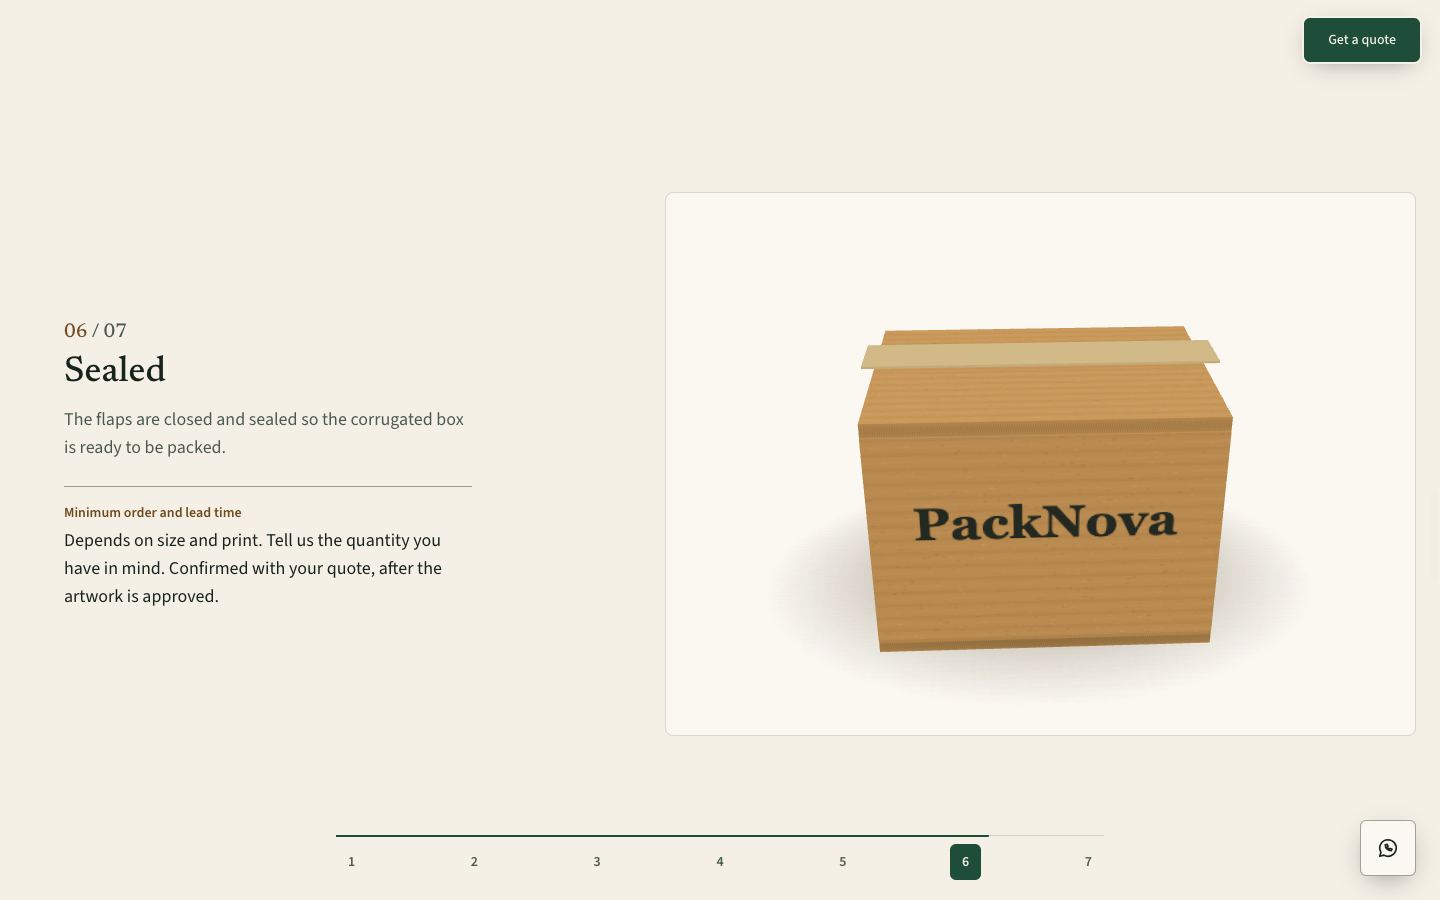 Get a quote
06 / 07
Sealed
The flaps are closed and sealed so the corrugated box
is ready to be packed.
Minimum order and lead time
Depends on size and print. Tell us the quantity you
have in mind. Confirmed with your quote, after the
artwork is approved.
PackNova
1 2 3 4 5 6 7